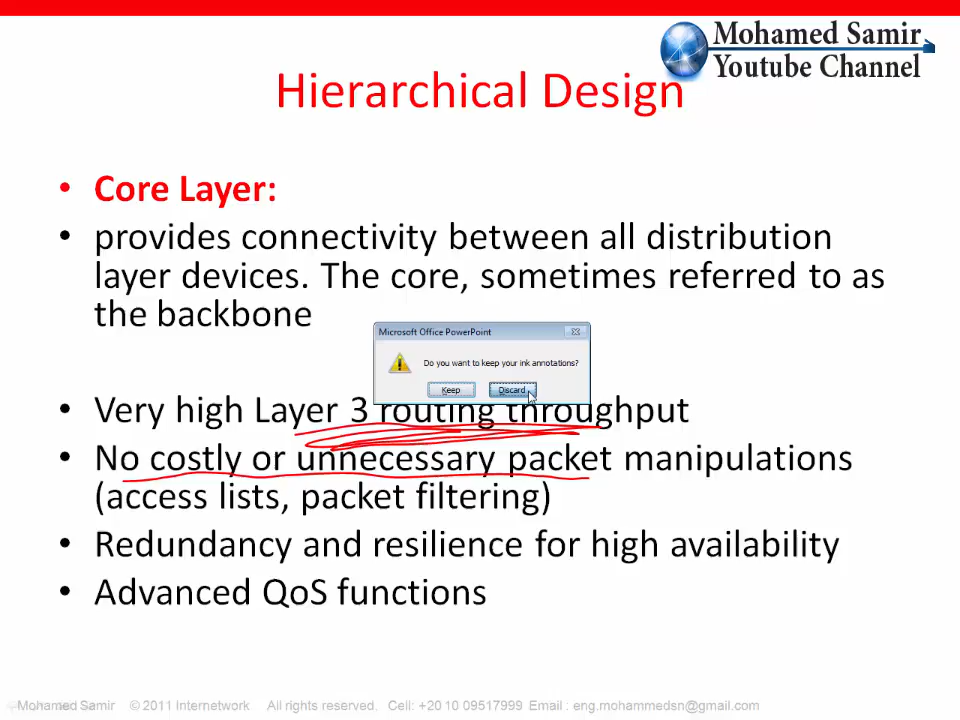 Mohamed Samir
Youtube Channel
Hierarchical Design
• Core Layer:
• provides connectivity between all distribution
layer devices. The core, sometimes referred to as
the backbone
Microsoft Office PowerPoint
Do you want to keep your ink annotations?
Keep Discard
• Very high Layer 3 routing throughput
• No costly or unnecessary packet manipulations
(access lists, packet filtering)
• Redundancy and resilience for high availability
• Advanced QoS functions
Mohamed Samir © 2011 Internetwork All rights reserved. Cell: +20 10 09517999 Email : eng.mohammedsn@gmail.com